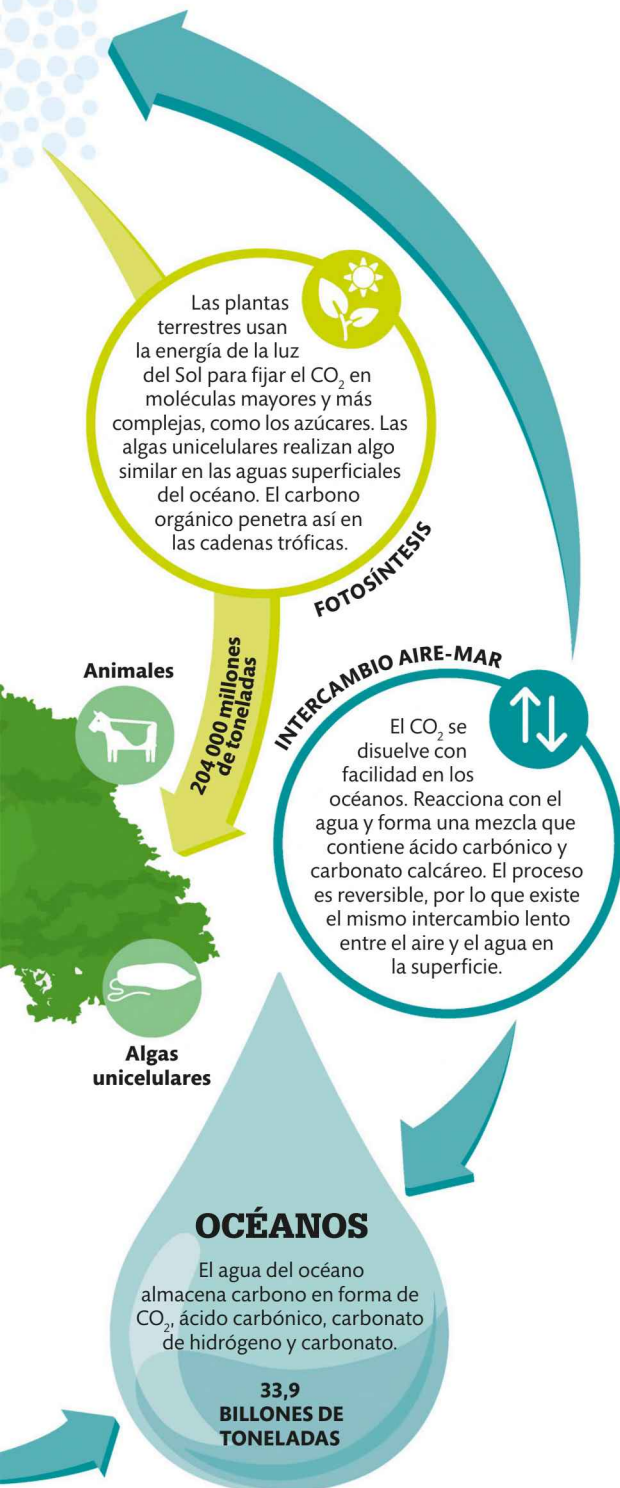 Las plantas
terrestres usan
la energía de la luz
del Sol para fijar el CO₂ en
moléculas mayores y más
complejas, como los azúcares. Las
algas unicelulares realizan algo
similar en las aguas superficiales
del océano. El carbono
orgánico penetra así en
las cadenas tróficas.
FOTOSÍNTESIS
204 000 millones
de toneladas
Animales
INTERCAMBIO AIRE-MAR
El CO₂ se
disuelve con
facilidad en los
océanos. Reacciona con el
agua y forma una mezcla que
contiene ácido carbónico y
carbonato calcáreo. El proceso
es reversible, por lo que existe
el mismo intercambio lento
entre el aire y el agua en
la superficie.
Algas
unicelulares
OCÉANOS
El agua del océano
almacena carbono en forma de
CO₂, ácido carbónico, carbonato
de hidrógeno y carbonato.
33,9
BILLONES DE
TONELADAS